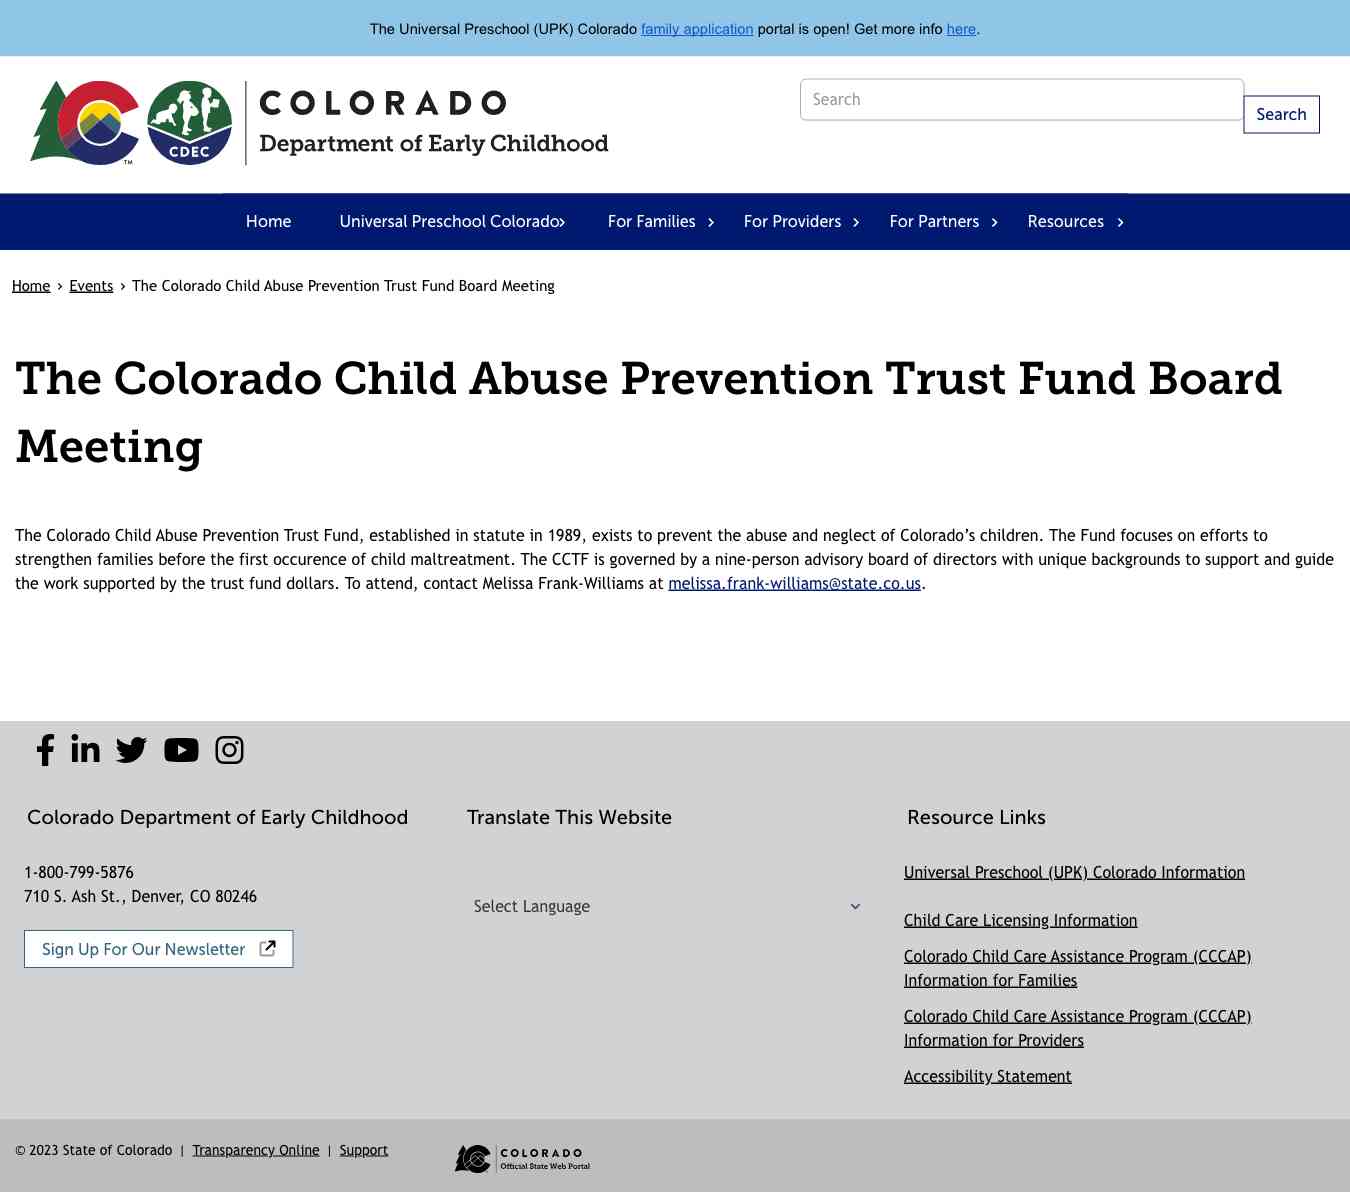 The Universal Preschool (UPK) Colorado family application portal is open! Get more info here.
CDEC
TM
COLORADO
Department of Early Childhood
Search
Search
Home
Universal Preschool Colorado
For Families
For Providers
For Partners
Resources
Home › Events › The Colorado Child Abuse Prevention Trust Fund Board Meeting
The Colorado Child Abuse Prevention Trust Fund Board
Meeting
The Colorado Child Abuse Prevention Trust Fund, established in statute in 1989, exists to prevent the abuse and neglect of Colorado's children. The Fund focuses on efforts to
strengthen families before the first occurence of child maltreatment. The CCTF is governed by a nine-person advisory board of directors with unique backgrounds to support and guide
the work supported by the trust fund dollars. To attend, contact Melissa Frank-Williams at melissa.frank-williams@state.co.us.
Colorado Department of Early Childhood
1-800-799-5876
710 S. Ash St., Denver, CO 80246
Sign Up For Our Newsletter
Translate This Website
Select Language
Resource Links
Universal Preschool (UPK) Colorado Information
Child Care Licensing Information
Colorado Child Care Assistance Program (CCCAP)
Information for Families
Colorado Child Care Assistance Program (CCCAP)
Information for Providers
Accessibility Statement
© 2023 State of Colorado | Transparency Online | Support
COLORADO
Official State Web Portal